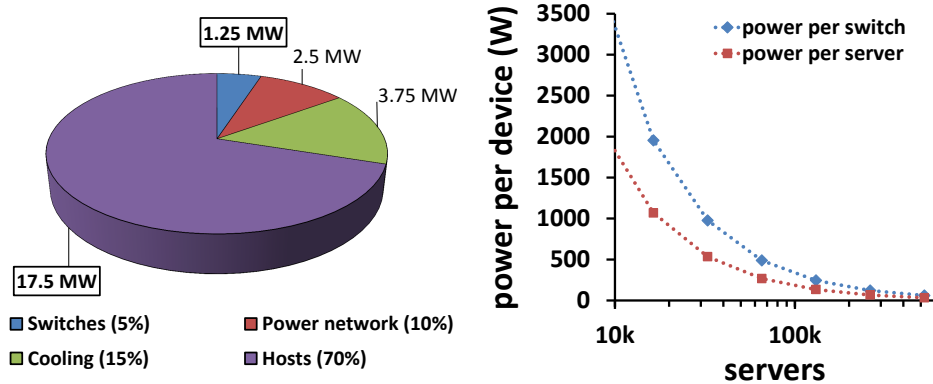 1.25 MW
2.5 MW
3.75 MW
17.5 MW
Switches (5%)
Power network (10%)
Cooling (15%)
Hosts (70%)
power per device (W)
3500
3000
2500
2000
1500
1000
500
0
10k
100k
servers
power per switch
power per server